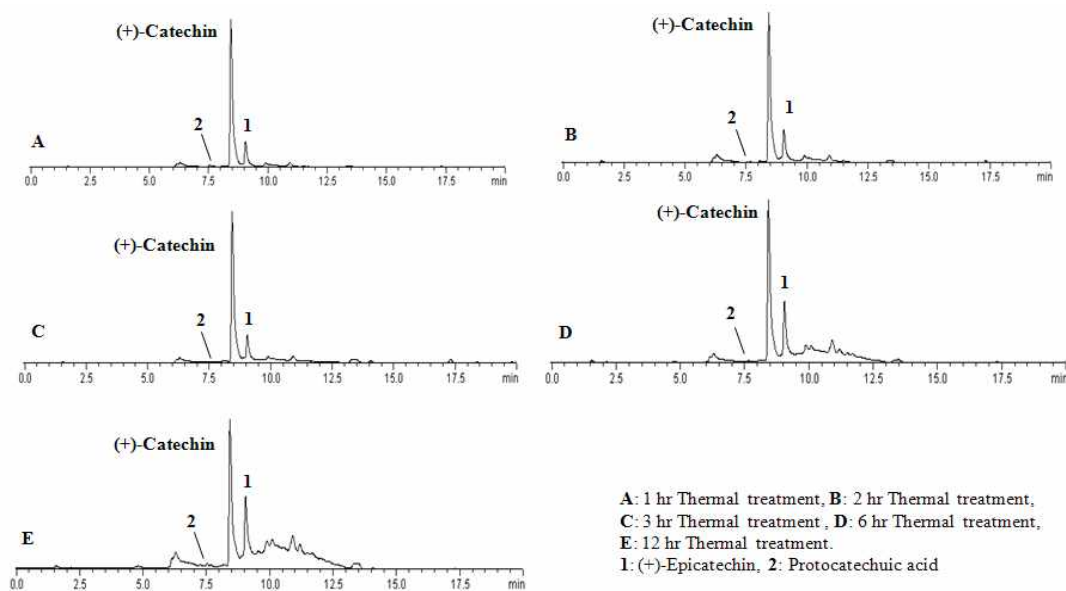 (+)-Catechin
2
1
A
0.0 2.5 5.0 7.5 10.0 12.5 15.0 17.5 min
(+)-Catechin
1
2
B
0.0 2.5 5.0 7.5 10.0 12.5 15.0 17.5 min
(+)-Catechin
2
1
C
0.0 2.5 5.0 7.5 10.0 12.5 15.0 17.5 min
(+)-Catechin
1
2
D
0.0 2.5 5.0 7.5 10.0 12.5 15.0 17.5 min
(+)-Catechin
1
2
E
0.0 2.5 5.0 7.5 10.0 12.5 15.0 17.5 min
A: 1 hr Thermal treatment, B: 2 hr Thermal treatment,
C: 3 hr Thermal treatment , D: 6 hr Thermal treatment,
E: 12 hr Thermal treatment.
1: (+)-Epicatechin, 2: Protocatechuic acid